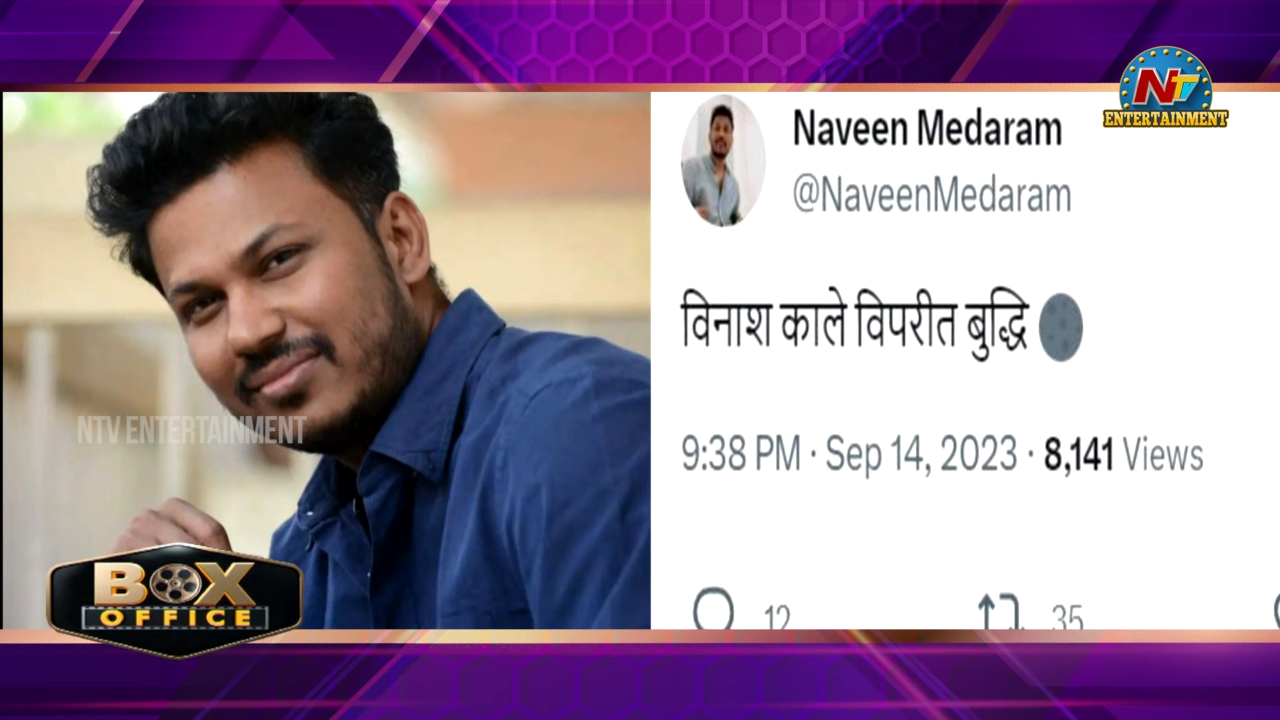 NTV
ENTERTAINMENT
Naveen Medaram
@NaveenMedaram
विनाश काले विपरीत बुद्धि
9:38 PM · Sep 14, 2023 · 8,141 Views
NTV ENTERTAINMENT
BOX
OFFICE
12
35